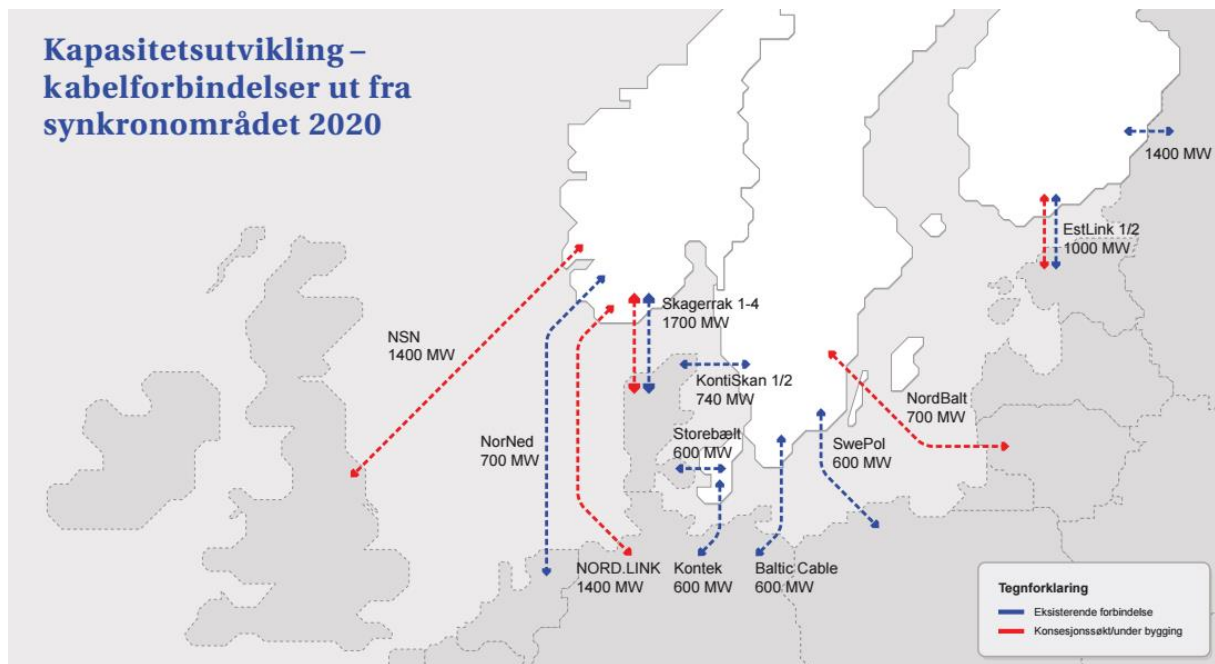 Kapasitetsutvikling –
kabelforbindelser ut fra
synkronområdet 2020
1400 MW
EstLink 1/2
1000 MW
Skagerrak 1-4
1700 MW
NSN
1400 MW
KontiSkan 1/2
740 MW
NordBalt
700 MW
NorNed
700 MW
Storebælt
600 MW
SwePol
600 MW
NORD.LINK
1400 MW
Kontek
600 MW
Baltic Cable
600 MW
Tegnforklaring
Eksisterende forbindelse
Konsesjonssøkt/under bygging